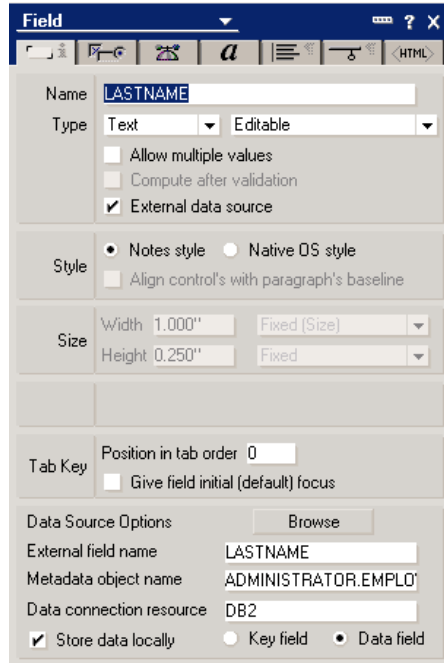 Field ? X
i a ¶ ¶ <HTML>
Name LASTNAME
Type Text Editable
Allow multiple values
Compute after validation
External data source
Style Notes style Native OS style
Align control's with paragraph's baseline
Size Width 1.000" Fixed (Size)
Height 0.250" Fixed
Tab Key Position in tab order 0
Give field initial (default) focus
Data Source Options Browse
External field name LASTNAME
Metadata object name ADMINISTRATOR.EMPLO
Data connection resource DB2
Store data locally Key field Data field